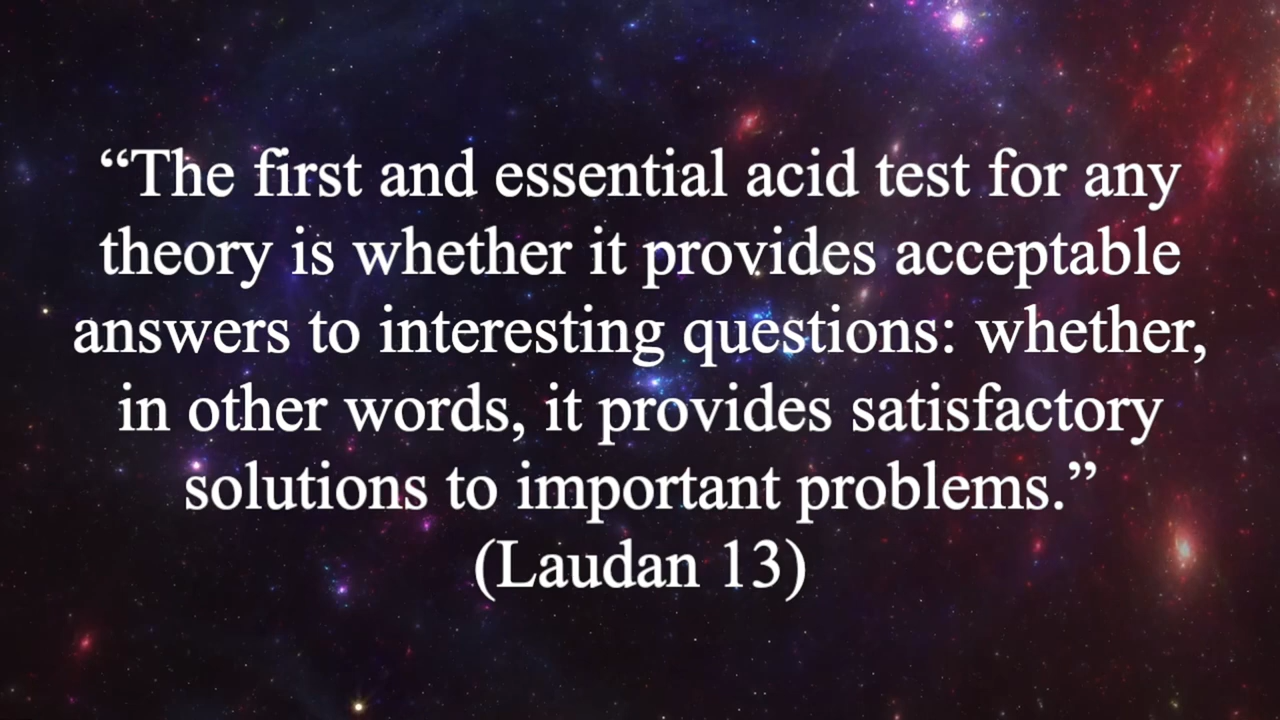 “The first and essential acid test for any
theory is whether it provides acceptable
answers to interesting questions: whether,
in other words, it provides satisfactory
solutions to important problems.”
(Laudan 13)